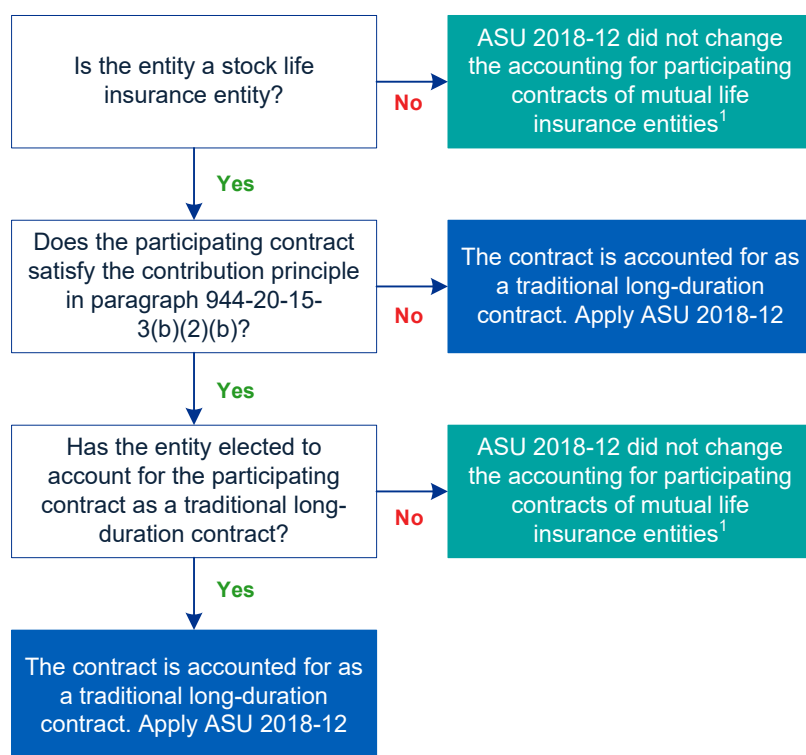 Is the entity a stock life
insurance entity?
No
ASU 2018-12 did not change
the accounting for participating
contracts of mutual life
insurance entities1
Yes
Does the participating contract
satisfy the contribution principle
in paragraph 944-20-15-
3(b)(2)(b)?
No
The contract is accounted for as
a traditional long-duration
contract. Apply ASU 2018-12
Yes
Has the entity elected to
account for the participating
contract as a traditional long-
duration contract?
No
ASU 2018-12 did not change
the accounting for participating
contracts of mutual life
insurance entities1
Yes
The contract is accounted for as
a traditional long-duration
contract. Apply ASU 2018-12